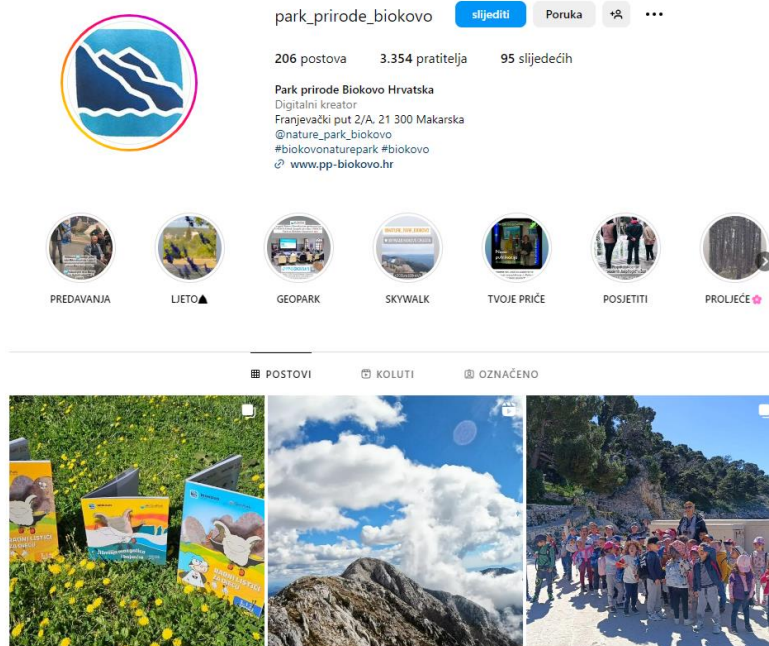 park_prirode_biokovo
slijediti
Poruka
206 postova 3.354 pratitelja 95 slijedećih
Park prirode Biokovo Hrvatska
Digitalni kreator
Franjevački put 2/A, 21 300 Makarska
@nature_park_biokovo
#biokovonaturepark #biokovo
www.pp-biokovo.hr
PREDAVANJA
LJETO
GEOPARK
SKYWALK
TVOJE PRIČE
POSJETITI
PROLJEĆE
POSTOVI
KOLUTI
OZNAČENO
RADNI LISTIĆI